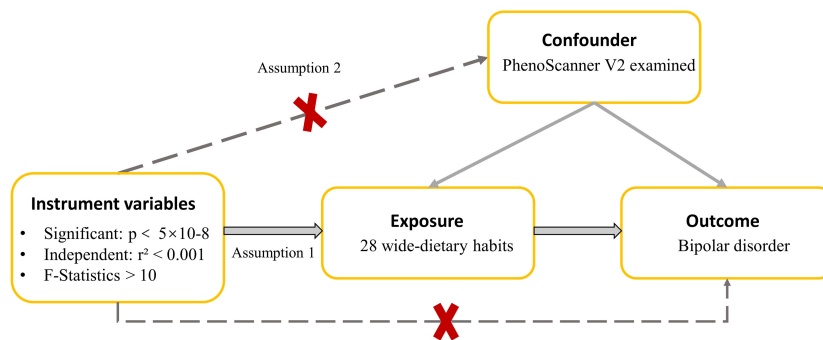 Confounder
PhenoScanner V2 examined
Assumption 2
Instrument variables
• Significant: p < 5×10-8
• Independent: r² < 0.001
• F-Statistics > 10
Assumption 1
Exposure
28 wide-dietary habits
Outcome
Bipolar disorder